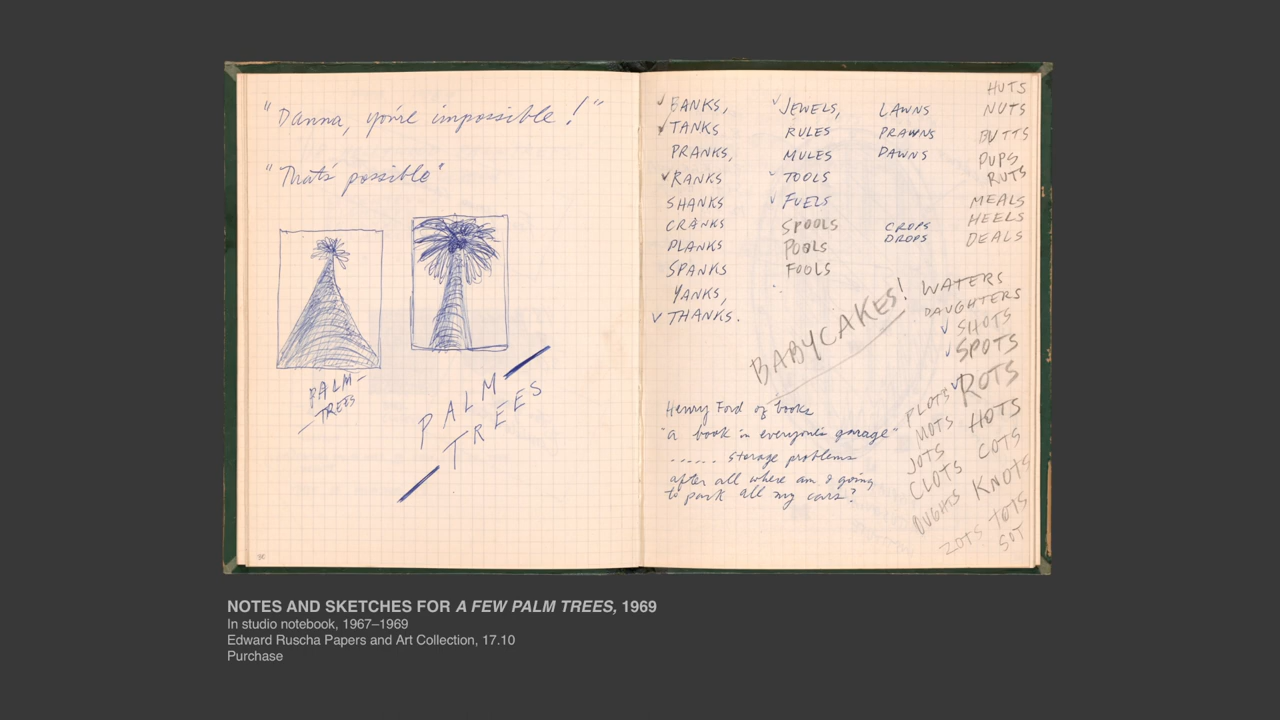 "Danna, you're impossible!"
"That's possible"
PALM-
TREES
PALM-
TREES
BANKS,
TANKS
PRANKS,
RANKS
SHANKS
CRANKS
PLANKS
SPANKS
YANKS,
THANKS.
JEWELS,
RULES
MULES
TOOLS
FUELS
SPOOLS
POOLS
FOOLS
LAWNS
PRAWNS
DAWNS
CROPS
DROPS
HUTS
NUTS
BUTTS
PUPS
RUTS
MEALS
HEELS
DEALS
BABYCAKES!
WATERS
DAUGHTERS
SHOTS
SPOTS
ROTS
HOTS
COTS
KNOTS
TOTS
SOT
PLOTS
MOTS
JOTS
CLOTS
OUGHTS
ZOTS
Henry Ford of books
"a book in everyone's garage"
...... storage problems
after all where am I going
to park all my cars?
NOTES AND SKETCHES FOR A FEW PALM TREES, 1969
In studio notebook, 1967–1969
Edward Ruscha Papers and Art Collection, 17.10
Purchase